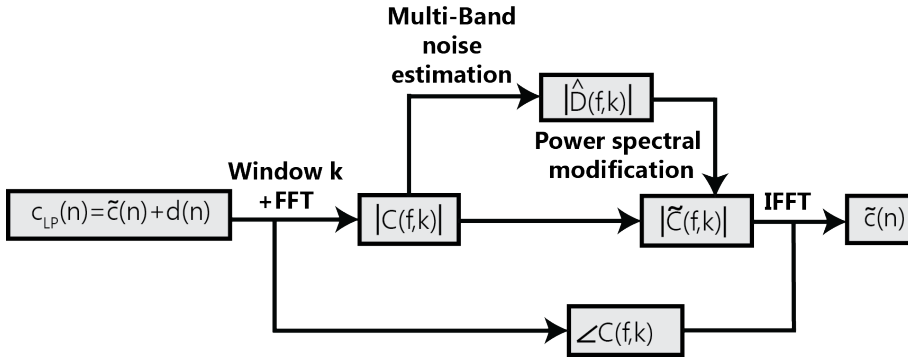 Multi-Band
noise
estimation
|D̂(f,k)|
Power spectral
modification
Window k
+FFT
c_LP(n)=c̃(n)+d(n)
|C(f,k)|
|C̃(f,k)|
IFFT
c̃(n)
∠C(f,k)